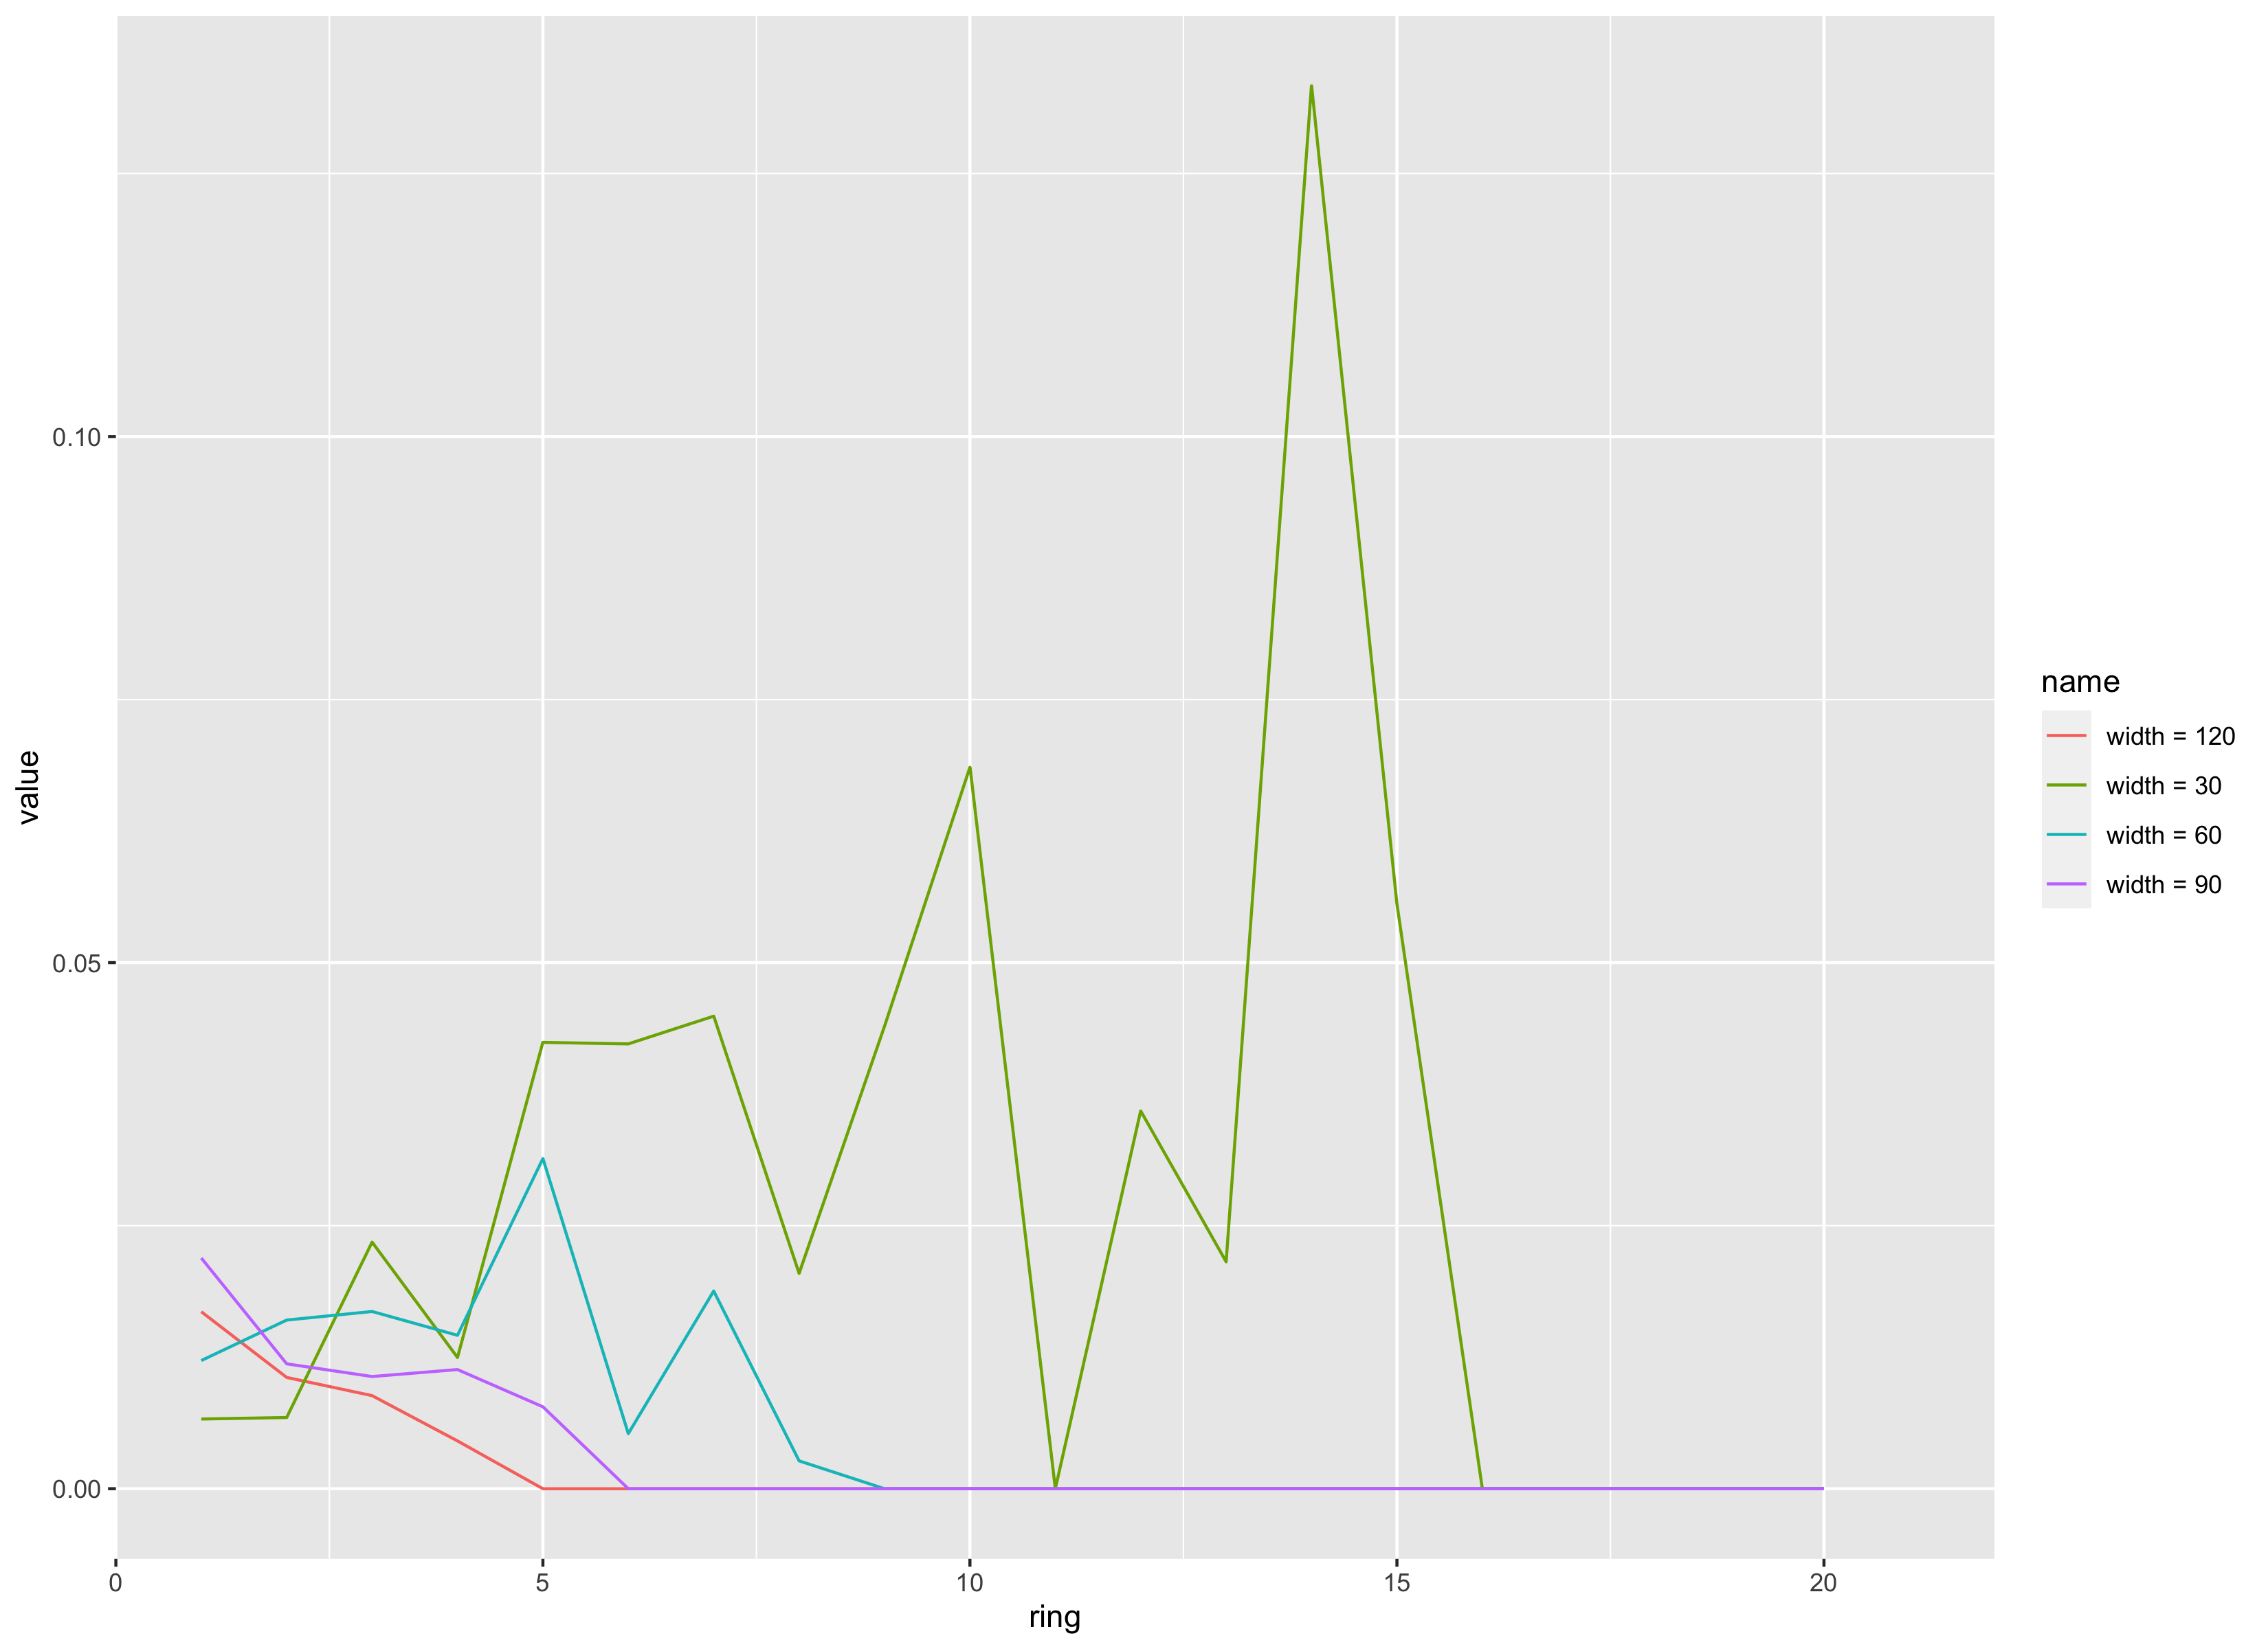 value
0.10
0.05
0.00
0 5 10 15 20
ring
name
width = 120
width = 30
width = 60
width = 90